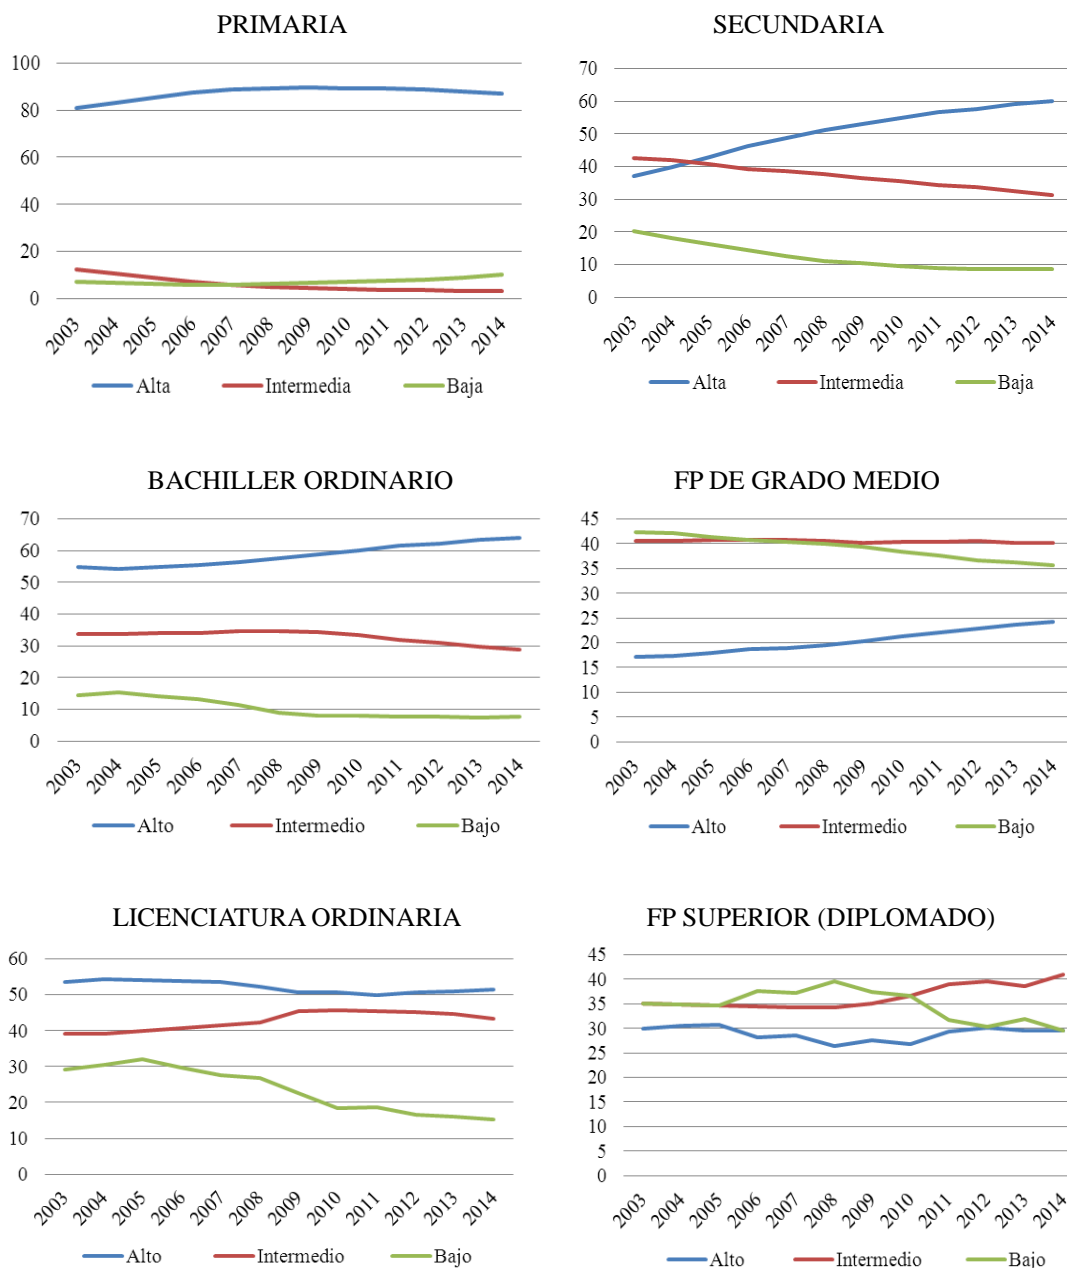 PRIMARIA
100
80
60
40
20
0
2003 2004 2005 2006 2007 2008 2009 2010 2011 2012 2013 2014
Alta Intermedia Baja
SECUNDARIA
70
60
50
40
30
20
10
0
2003 2004 2005 2006 2007 2008 2009 2010 2011 2012 2013 2014
Alta Intermedia Baja
BACHILLER ORDINARIO
70
60
50
40
30
20
10
0
2003 2004 2005 2006 2007 2008 2009 2010 2011 2012 2013 2014
Alto Intermedio Bajo
FP DE GRADO MEDIO
45
40
35
30
25
20
15
10
5
0
2003 2004 2005 2006 2007 2008 2009 2010 2011 2012 2013 2014
Alto Intermedio Bajo
LICENCIATURA ORDINARIA
60
50
40
30
20
10
0
2003 2004 2005 2006 2007 2008 2009 2010 2011 2012 2013 2014
Alto Intermedio Bajo
FP SUPERIOR (DIPLOMADO)
45
40
35
30
25
20
15
10
5
0
2003 2004 2005 2006 2007 2008 2009 2010 2011 2012 2013 2014
Alto Intermedio Bajo